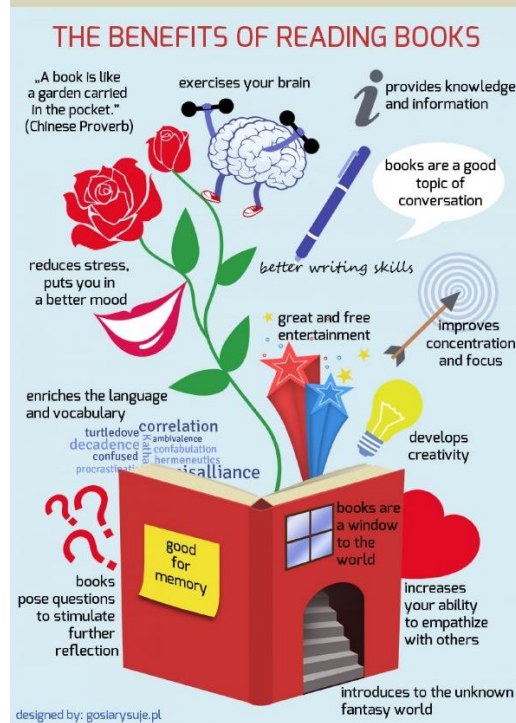 THE BENEFITS OF READING BOOKS
„A book is like
a garden carried
in the pocket.”
(Chinese Proverb)
exercises your brain
i
provides knowledge
and information
books are a good
topic of
conversation
better writing skills
reduces stress,
puts you in
a better mood
great and free
entertainment
improves
concentration
and focus
enriches the language
and vocabulary
turtledove
correlation
decadence
Katha
ambivalence
confused
confabulation
hermeneutics
develops
creativity
books are
a window
to the
world
good
for
memory
???
books
pose questions
to stimulate
further
reflection
increases
your ability
to empathize
with others
introduces to the unknown
fantasy world
designed by: gosiarysuje.pl